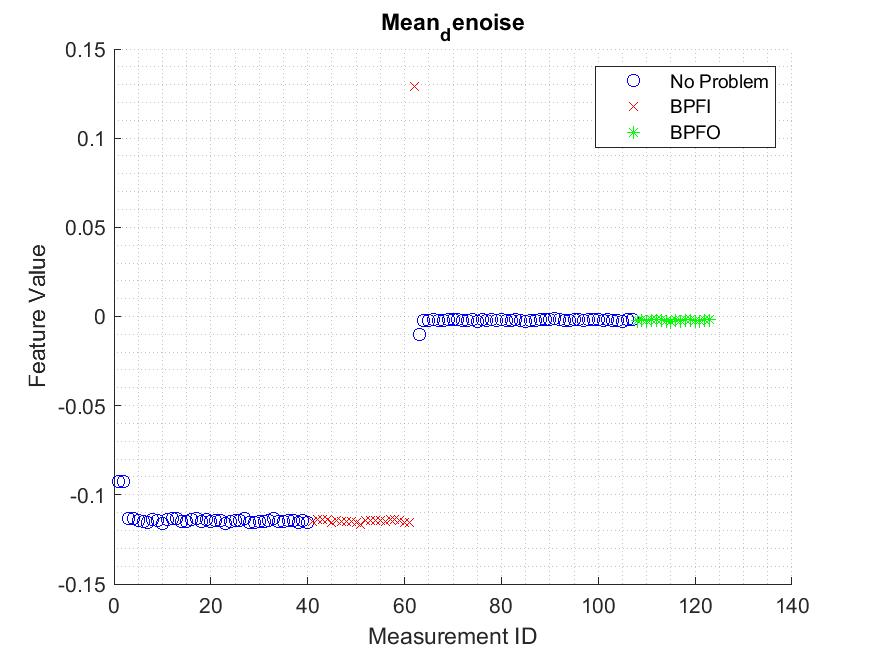 Mean_denoise
0.15
0.1
0.05
0
-0.05
-0.1
-0.15
Feature Value
0 20 40 60 80 100 120 140
Measurement ID
No Problem
BPFI
BPFO